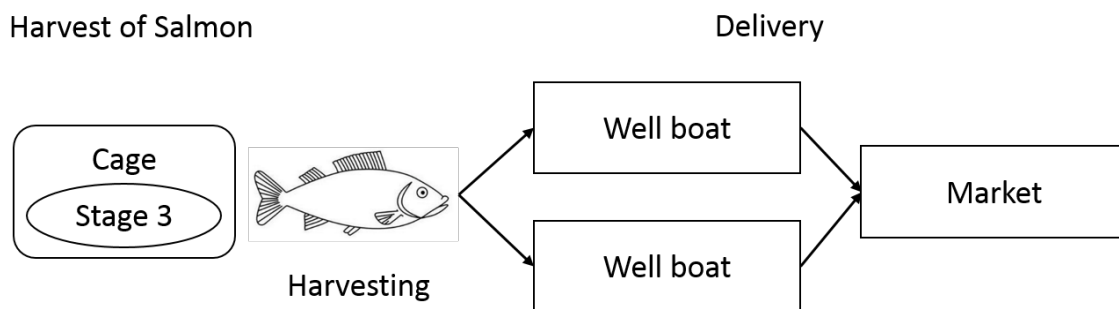 Harvest of Salmon
Delivery
Cage
Stage 3
Harvesting
Well boat
Well boat
Market